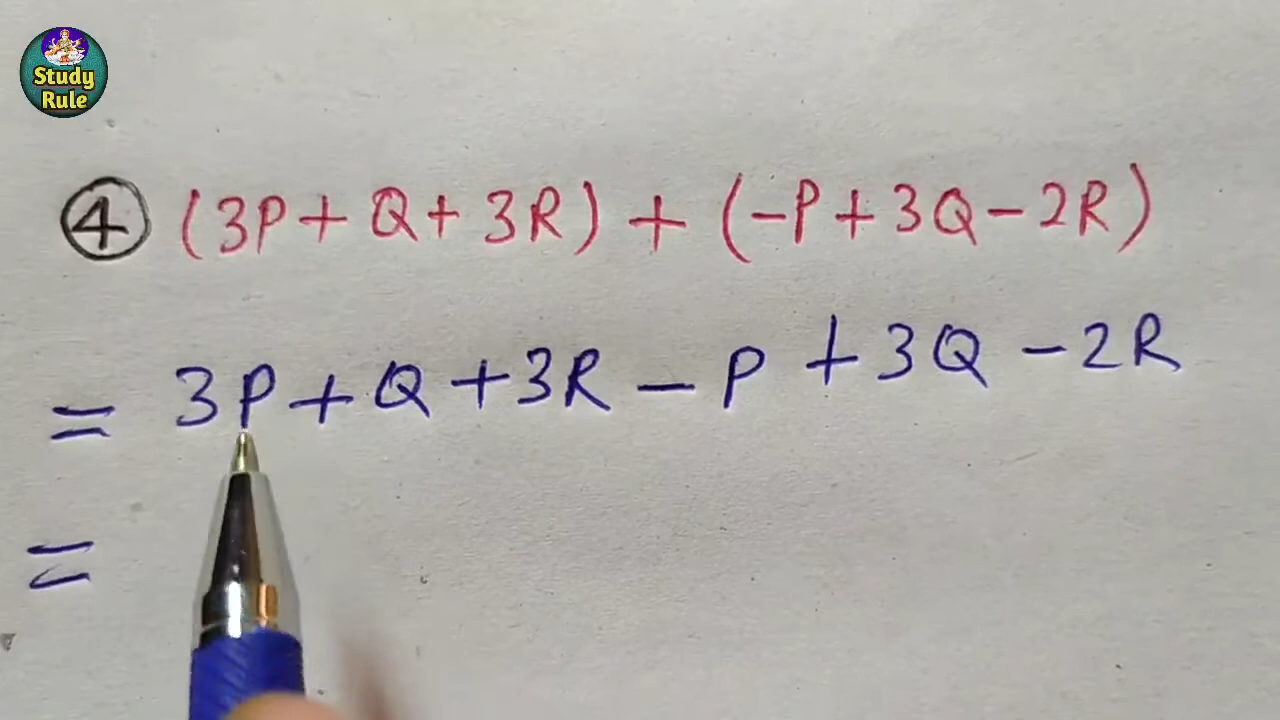 Study
Rule
④ (3P + Q + 3R) + (-P + 3Q - 2R)
= 3P + Q + 3R - P + 3Q - 2R
=